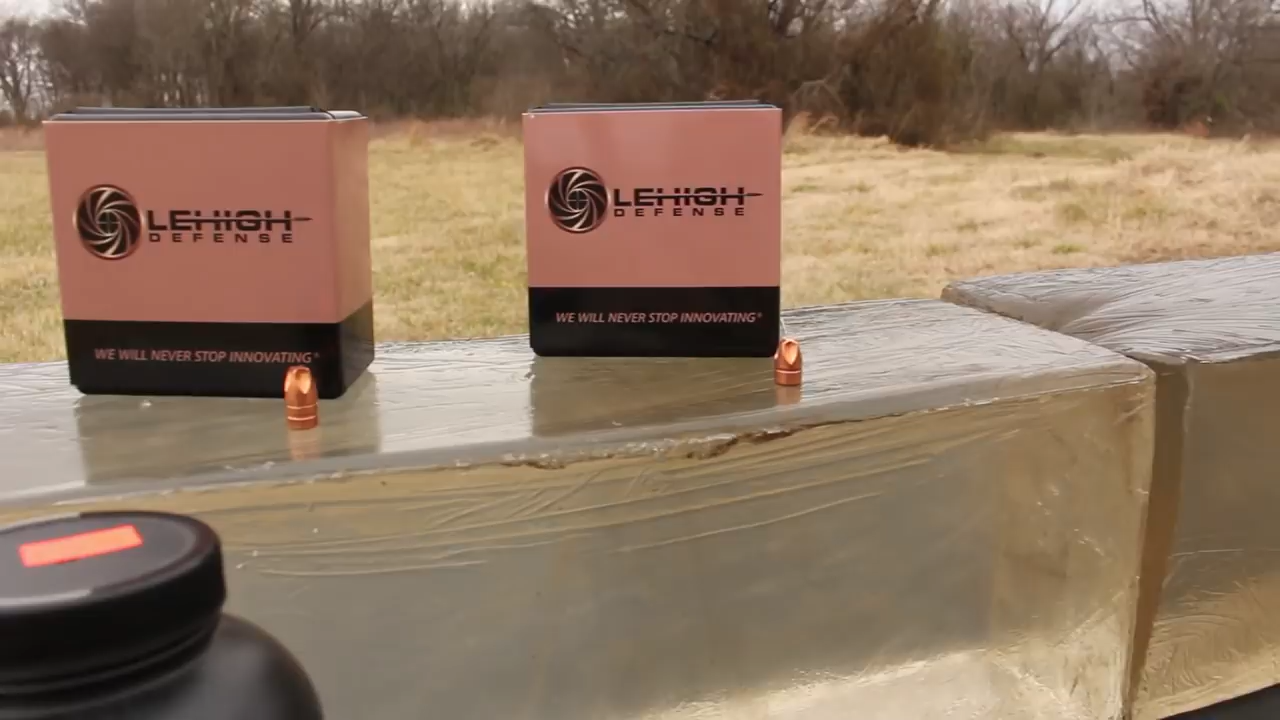 LEHIGH
DEFENSE
WE WILL NEVER STOP INNOVATING®
LEHIGH
DEFENSE
WE WILL NEVER STOP INNOVATING®